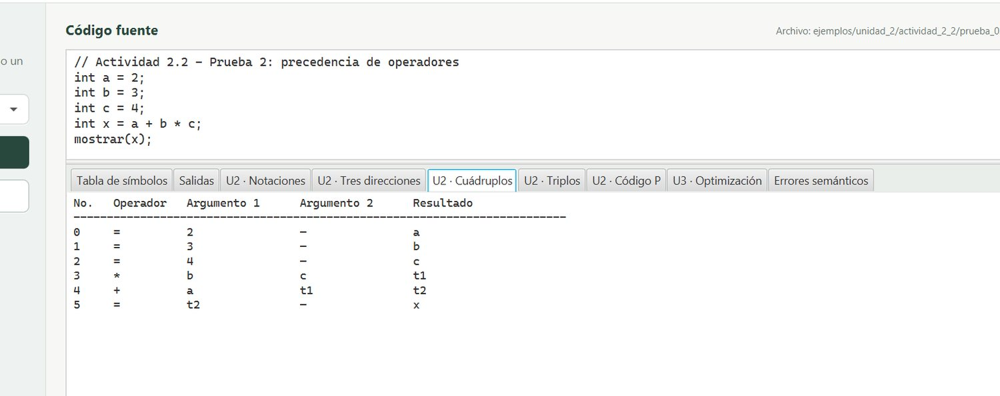 Código fuente
Archivo: ejemplos/unidad_2/actividad_2_2/prueba_0
o un
// Actividad 2.2 – Prueba 2: precedencia de operadores
int a = 2;
int b = 3;
int c = 4;
int x = a + b * c;
mostrar(x);
Tabla de símbolos Salidas U2 · Notaciones U2 · Tres direcciones U2 · Cuádruplos U2 · Triplos U2 · Código P U3 · Optimización Errores semánticos
No. Operador Argumento 1 Argumento 2 Resultado
--------------------------------------------------------------------------
0 = 2 – a
1 = 3 – b
2 = 4 – c
3 * b c t1
4 + a t1 t2
5 = t2 – x